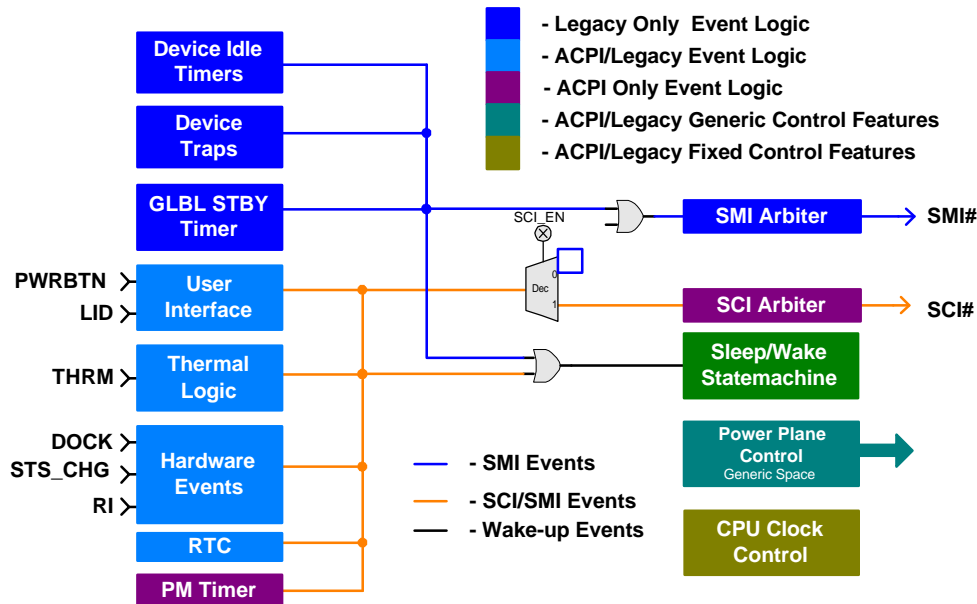 Device Idle
Timers
Device
Traps
GLBL STBY
Timer
PWRBTN
LID
User
Interface
THRM
Thermal
Logic
DOCK
STS_CHG
RI
Hardware
Events
RTC
PM Timer
- Legacy Only Event Logic
- ACPI/Legacy Event Logic
- ACPI Only Event Logic
- ACPI/Legacy Generic Control Features
- ACPI/Legacy Fixed Control Features
SCI_EN
0
Dec
1
SMI Arbiter
SMI#
SCI Arbiter
SCI#
Sleep/Wake
Statemachine
Power Plane
Control
Generic Space
CPU Clock
Control
- SMI Events
- SCI/SMI Events
- Wake-up Events